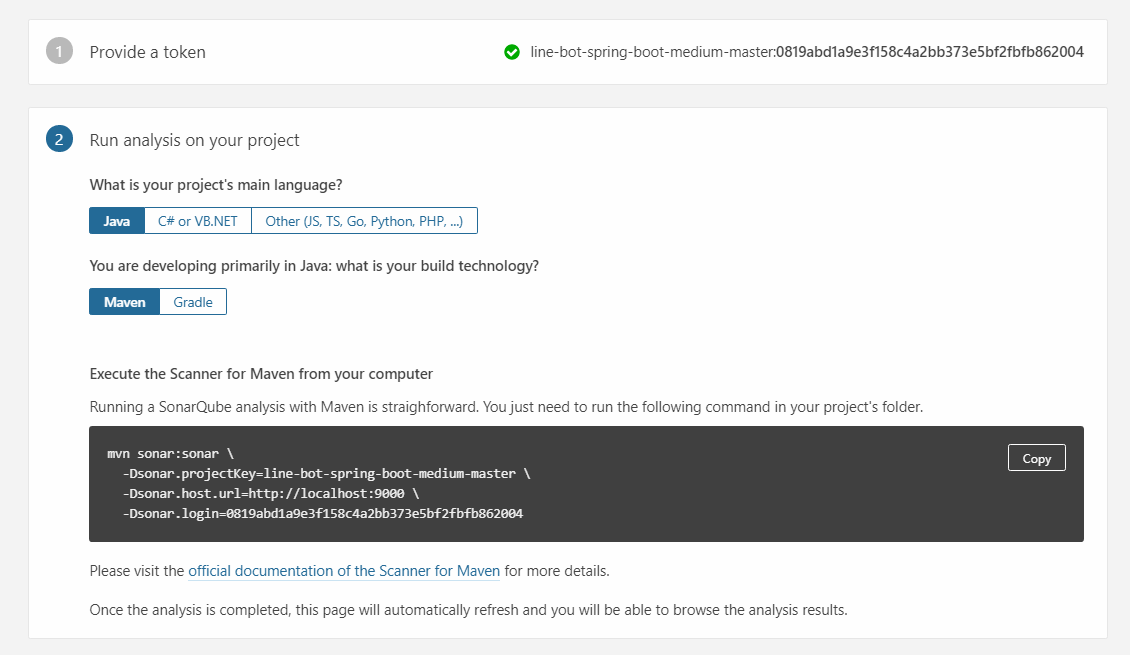 1 Provide a token line-bot-spring-boot-medium-master:0819abd1a9e3f158c4a2bb373e5bf2fbfb862004
2 Run analysis on your project
What is your project's main language?
Java C# or VB.NET Other (JS, TS, Go, Python, PHP, ...)
You are developing primarily in Java: what is your build technology?
Maven Gradle
Execute the Scanner for Maven from your computer
Running a SonarQube analysis with Maven is straighforward. You just need to run the following command in your project's folder.
mvn sonar:sonar \
Copy
-Dsonar.projectKey=line-bot-spring-boot-medium-master \
-Dsonar.host.url=http://localhost:9000 \
-Dsonar.login=0819abd1a9e3f158c4a2bb373e5bf2fbfb862004
Please visit the official documentation of the Scanner for Maven for more details.
Once the analysis is completed, this page will automatically refresh and you will be able to browse the analysis results.